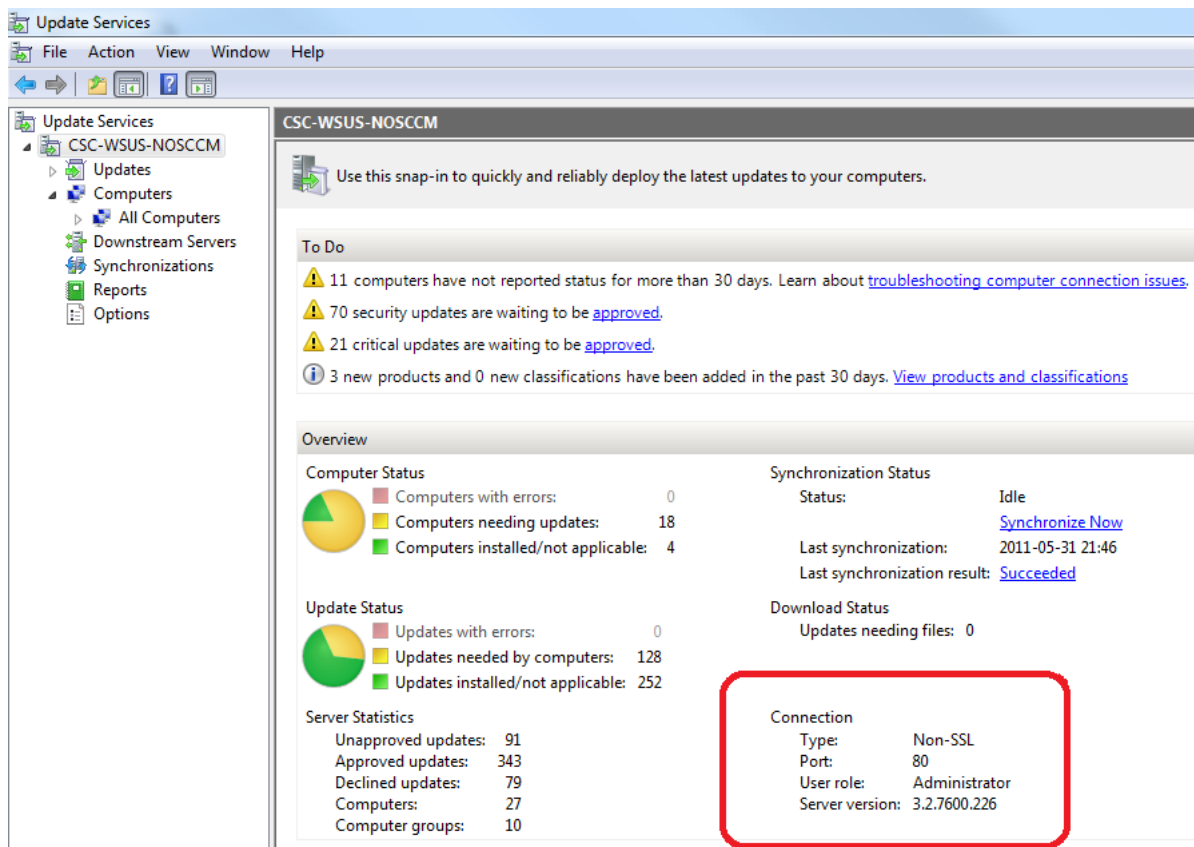 Update Services
File Action View Window Help
Update Services
CSC-WSUS-NOSCCM
Updates
Computers
All Computers
Downstream Servers
Synchronizations
Reports
Options
CSC-WSUS-NOSCCM
Use this snap-in to quickly and reliably deploy the latest updates to your computers.
To Do
11 computers have not reported status for more than 30 days. Learn about troubleshooting computer connection issues.
70 security updates are waiting to be approved.
21 critical updates are waiting to be approved.
3 new products and 0 new classifications have been added in the past 30 days. View products and classifications
Overview
Computer Status
Computers with errors: 0
Computers needing updates: 18
Computers installed/not applicable: 4
Synchronization Status
Status: Idle
Synchronize Now
Last synchronization: 2011-05-31 21:46
Last synchronization result: Succeeded
Update Status
Updates with errors: 0
Updates needed by computers: 128
Updates installed/not applicable: 252
Download Status
Updates needing files: 0
Server Statistics
Unapproved updates: 91
Approved updates: 343
Declined updates: 79
Computers: 27
Computer groups: 10
Connection
Type: Non-SSL
Port: 80
User role: Administrator
Server version: 3.2.7600.226